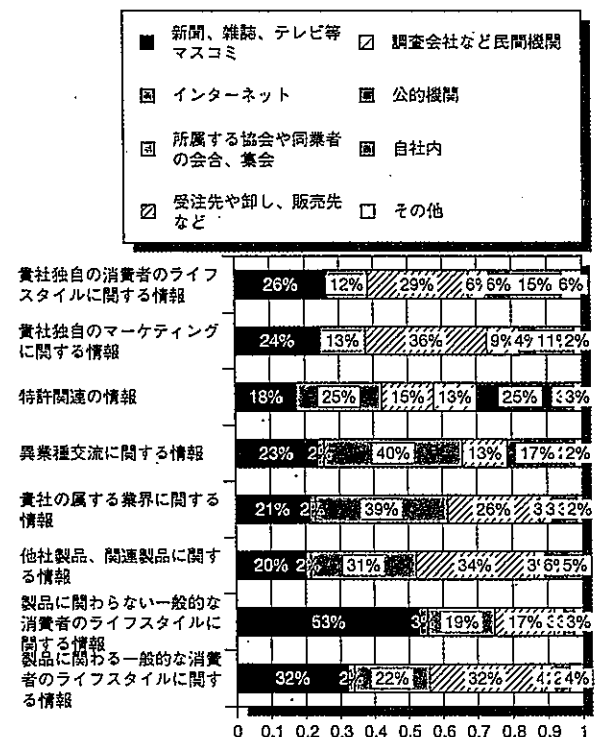 新聞、雑誌、テレビ等
マスコミ
調査会社など民間機関
インターネット
公的機関
所属する協会や同業者
の会合、集会
自社内
受注先や卸し、販売先
など
その他
貴社独自の消費者のライフ
スタイルに関する情報
26% 12% 29% 6% 6% 15% 6%
貴社独自のマーケティング
に関する情報
24% 13% 36% 9% 4% 11% 2%
特許関連の情報
18% 25% 15% 13% 25% 3%
異業種交流に関する情報
23% 2% 40% 13% 17% 2%
貴社の属する業界に関する
情報
21% 2% 39% 26% 2%
他社製品、関連製品に関す
る情報
20% 2% 31% 34% 6% 5%
製品に関わらない一般的な
消費者のライフスタイルに
関する情報
53% 19% 17% 3%
製品に関わる一般的な消費
者のライフスタイルに関す
る情報
32% 22% 32% 4%
0 0.1 0.2 0.3 0.4 0.5 0.6 0.7 0.8 0.9 1